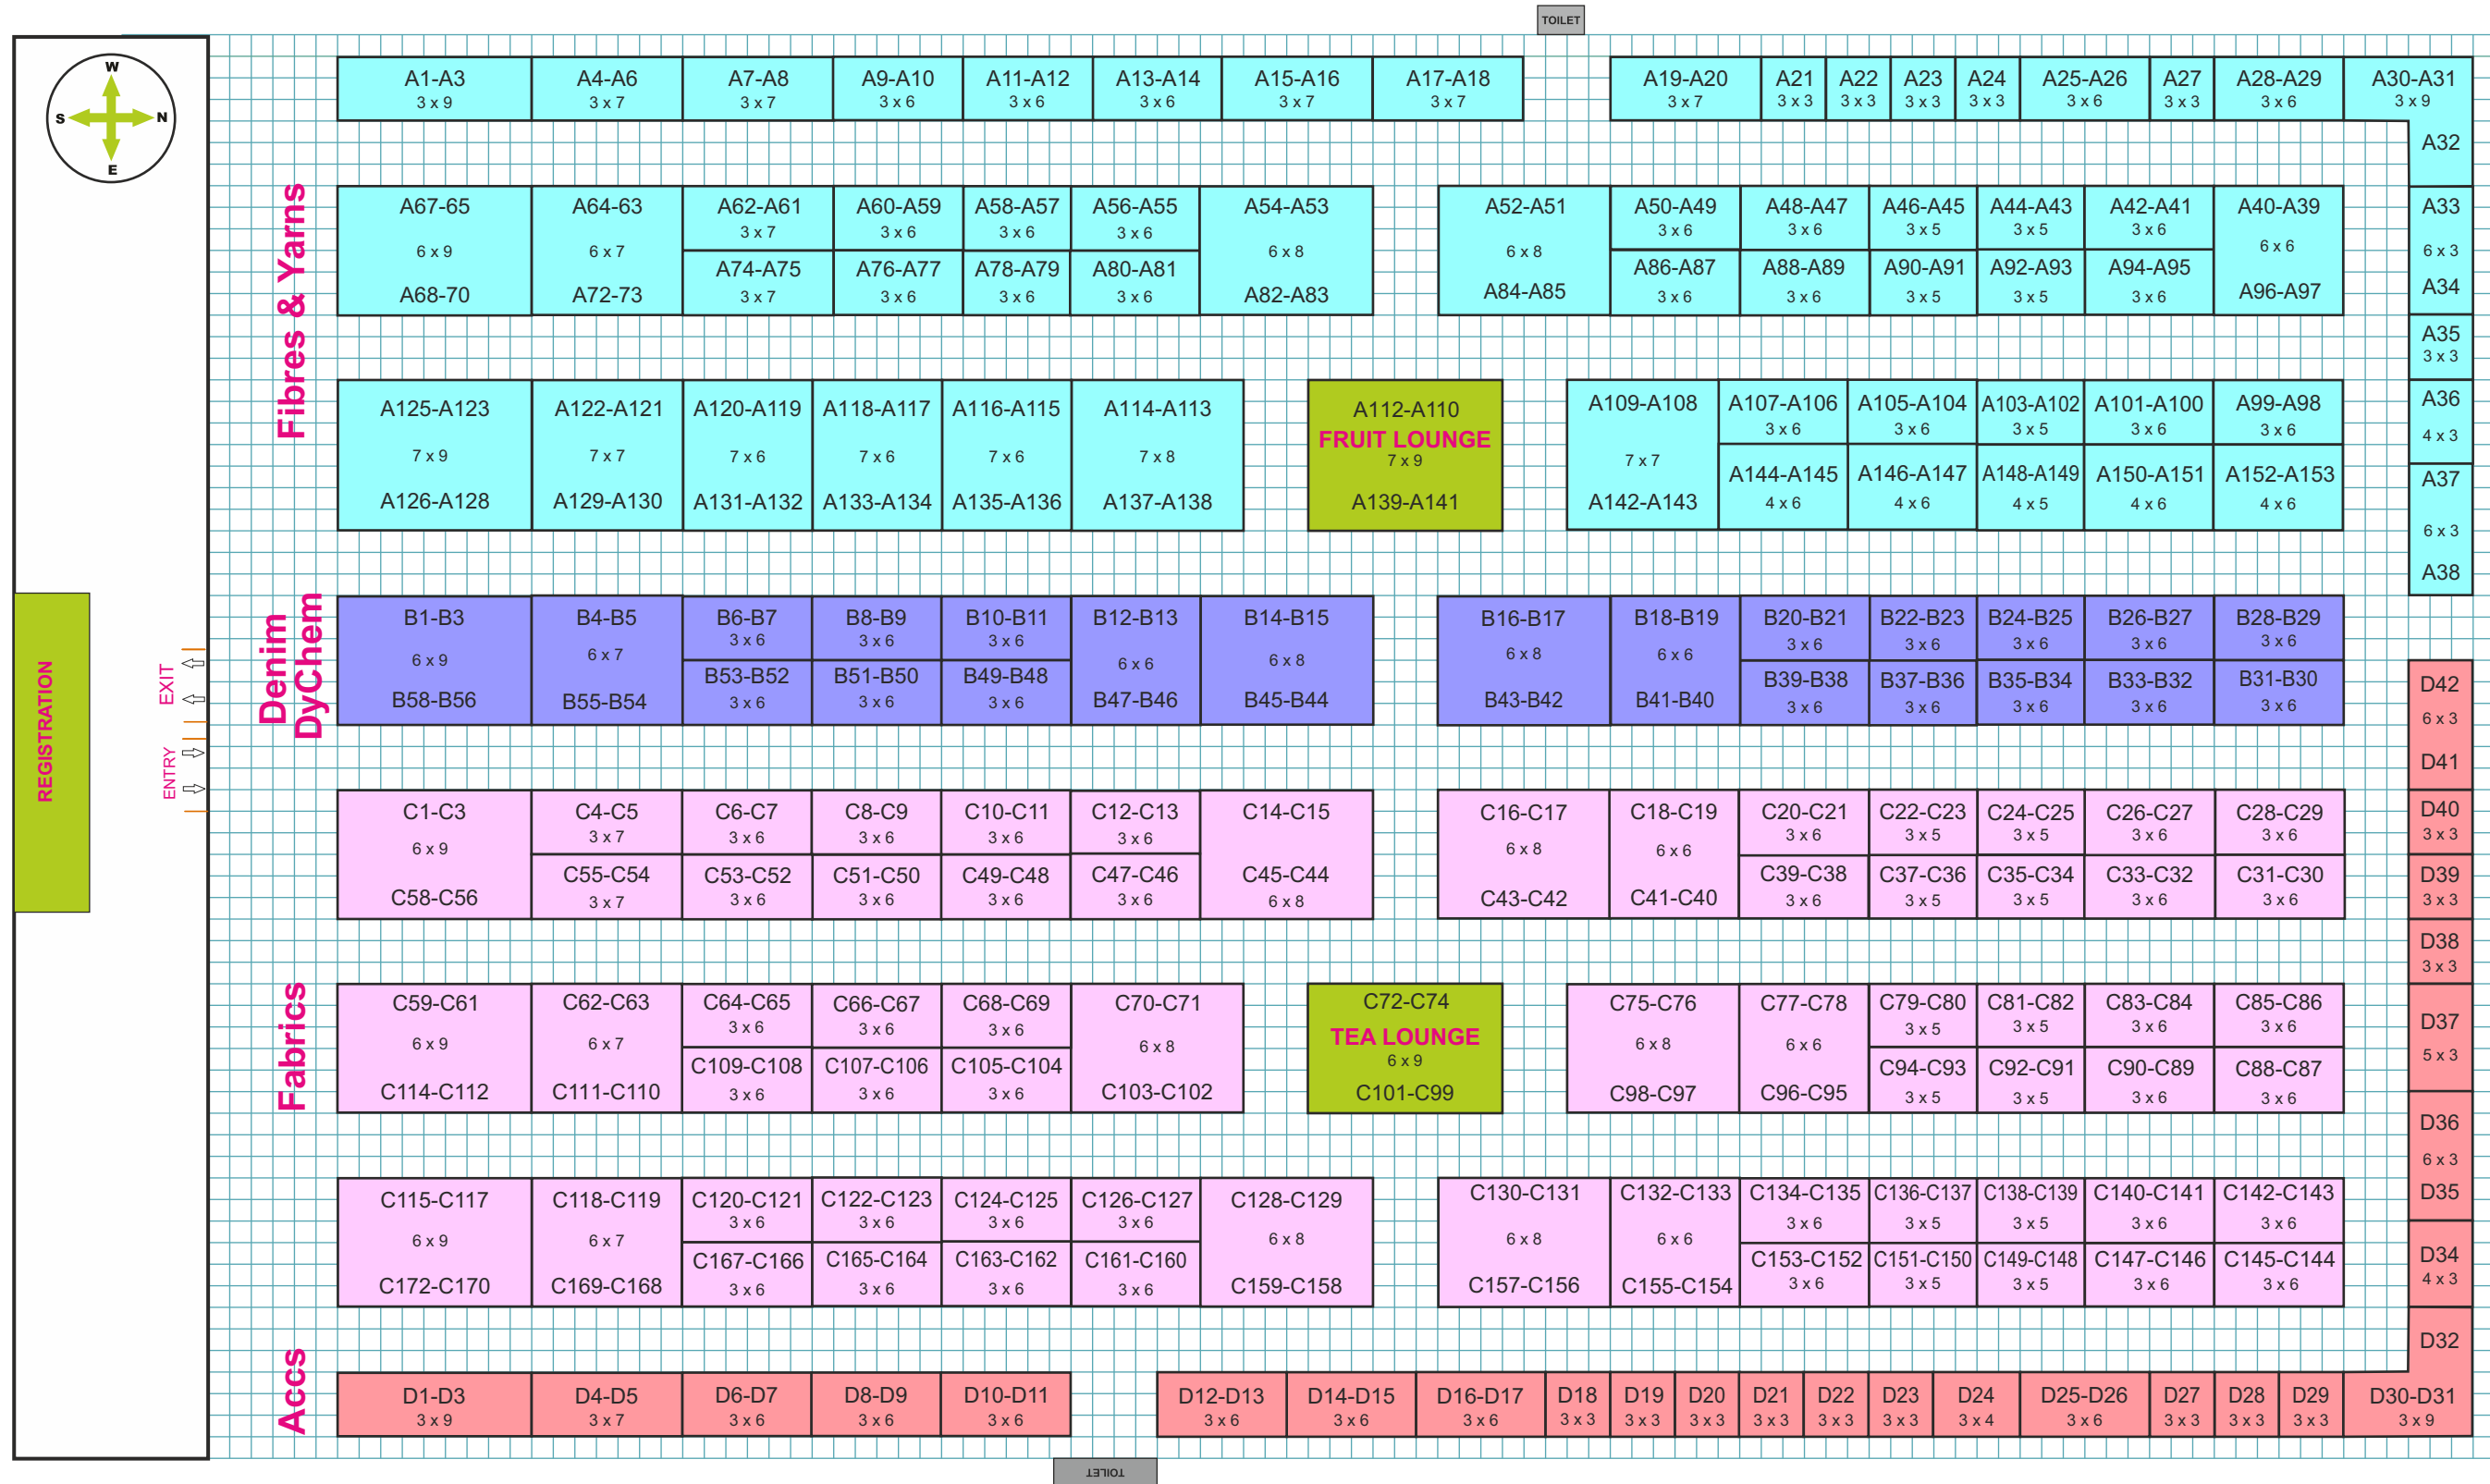 TOILET
W
S
N
E
A1-A3
3 x 9
A4-A6
3 x 7
A7-A8
3 x 7
A9-A10
3 x 6
A11-A12
3 x 6
A13-A14
3 x 6
A15-A16
3 x 7
A17-A18
3 x 7
A19-A20
3 x 7
A21
3 x 3
A22
3 x 3
A23
3 x 3
A24
3 x 3
A25-A26
3 x 6
A27
3 x 3
A28-A29
3 x 6
A30-A31
3 x 9
A32
Fibres & Yarns
A67-65
6 x 9
A68-70
A64-63
6 x 7
A72-73
A62-A61
3 x 7
A74-A75
3 x 7
A60-A59
3 x 6
A76-A77
3 x 6
A58-A57
3 x 6
A78-A79
3 x 6
A56-A55
3 x 6
A80-A81
3 x 6
A54-A53
6 x 8
A82-A83
A52-A51
6 x 8
A84-A85
A50-A49
3 x 6
A86-A87
3 x 6
A48-A47
3 x 6
A88-A89
3 x 6
A46-A45
3 x 5
A90-A91
3 x 5
A44-A43
3 x 5
A92-A93
3 x 5
A42-A41
3 x 6
A94-A95
3 x 6
A40-A39
6 x 6
A96-A97
A33
6 x 3
A34
A35
3 x 3
A125-A123
7 x 9
A126-A128
A122-A121
7 x 7
A129-A130
A120-A119
7 x 6
A131-A132
A118-A117
7 x 6
A133-A134
A116-A115
7 x 6
A135-A136
A114-A113
7 x 8
A137-A138
A112-A110
FRUIT LOUNGE
7 x 9
A139-A141
A109-A108
7 x 7
A142-A143
A107-A106
3 x 6
A144-A145
4 x 6
A105-A104
3 x 6
A146-A147
4 x 6
A103-A102
3 x 5
A148-A149
4 x 5
A101-A100
3 x 6
A150-A151
4 x 6
A99-A98
3 x 6
A152-A153
4 x 6
A36
4 x 3
A37
6 x 3
A38
REGISTRATION
EXIT
ENTRY
Denim
DyChem
B1-B3
6 x 9
B58-B56
B4-B5
6 x 7
B55-B54
B6-B7
3 x 6
B53-B52
3 x 6
B8-B9
3 x 6
B51-B50
3 x 6
B10-B11
3 x 6
B49-B48
3 x 6
B12-B13
6 x 6
B47-B46
B14-B15
6 x 8
B45-B44
B16-B17
6 x 8
B43-B42
B18-B19
6 x 6
B41-B40
B20-B21
3 x 6
B39-B38
3 x 6
B22-B23
3 x 6
B37-B36
3 x 6
B24-B25
3 x 6
B35-B34
3 x 6
B26-B27
3 x 6
B33-B32
3 x 6
B28-B29
3 x 6
B31-B30
3 x 6
D42
6 x 3
D41
C1-C3
6 x 9
C58-C56
C4-C5
3 x 7
C55-C54
3 x 7
C6-C7
3 x 6
C53-C52
3 x 6
C8-C9
3 x 6
C51-C50
3 x 6
C10-C11
3 x 6
C49-C48
3 x 6
C12-C13
3 x 6
C47-C46
3 x 6
C14-C15
C45-C44
6 x 8
C16-C17
6 x 8
C43-C42
C18-C19
6 x 6
C41-C40
C20-C21
3 x 6
C39-C38
3 x 6
C22-C23
3 x 5
C37-C36
3 x 5
C24-C25
3 x 5
C35-C34
3 x 5
C26-C27
3 x 6
C33-C32
3 x 6
C28-C29
3 x 6
C31-C30
3 x 6
D40
3 x 3
D39
3 x 3
D38
3 x 3
Fabrics
C59-C61
6 x 9
C114-C112
C62-C63
6 x 7
C111-C110
C64-C65
3 x 6
C109-C108
3 x 6
C66-C67
3 x 6
C107-C106
3 x 6
C68-C69
3 x 6
C105-C104
3 x 6
C70-C71
6 x 8
C103-C102
C72-C74
TEA LOUNGE
6 x 9
C101-C99
C75-C76
6 x 8
C98-C97
C77-C78
6 x 6
C96-C95
C79-C80
3 x 5
C94-C93
3 x 5
C81-C82
3 x 5
C92-C91
3 x 5
C83-C84
3 x 6
C90-C89
3 x 6
C85-C86
3 x 6
C88-C87
3 x 6
D37
5 x 3
D36
6 x 3
D35
C115-C117
6 x 9
C172-C170
C118-C119
6 x 7
C169-C168
C120-C121
3 x 6
C167-C166
3 x 6
C122-C123
3 x 6
C165-C164
3 x 6
C124-C125
3 x 6
C163-C162
3 x 6
C126-C127
3 x 6
C161-C160
3 x 6
C128-C129
6 x 8
C159-C158
C130-C131
6 x 8
C157-C156
C132-C133
6 x 6
C155-C154
C134-C135
3 x 6
C153-C152
3 x 6
C136-C137
3 x 5
C151-C150
3 x 5
C138-C139
3 x 5
C149-C148
3 x 5
C140-C141
3 x 6
C147-C146
3 x 6
C142-C143
3 x 6
C145-C144
3 x 6
D34
4 x 3
D32
Accs
D1-D3
3 x 9
D4-D5
3 x 7
D6-D7
3 x 6
D8-D9
3 x 6
D10-D11
3 x 6
D12-D13
3 x 6
D14-D15
3 x 6
D16-D17
3 x 6
D18
3 x 3
D19
3 x 3
D20
3 x 3
D21
3 x 3
D22
3 x 3
D23
3 x 3
D24
3 x 4
D25-D26
3 x 6
D27
3 x 3
D28
3 x 3
D29
3 x 3
D30-D31
3 x 9
TOILET